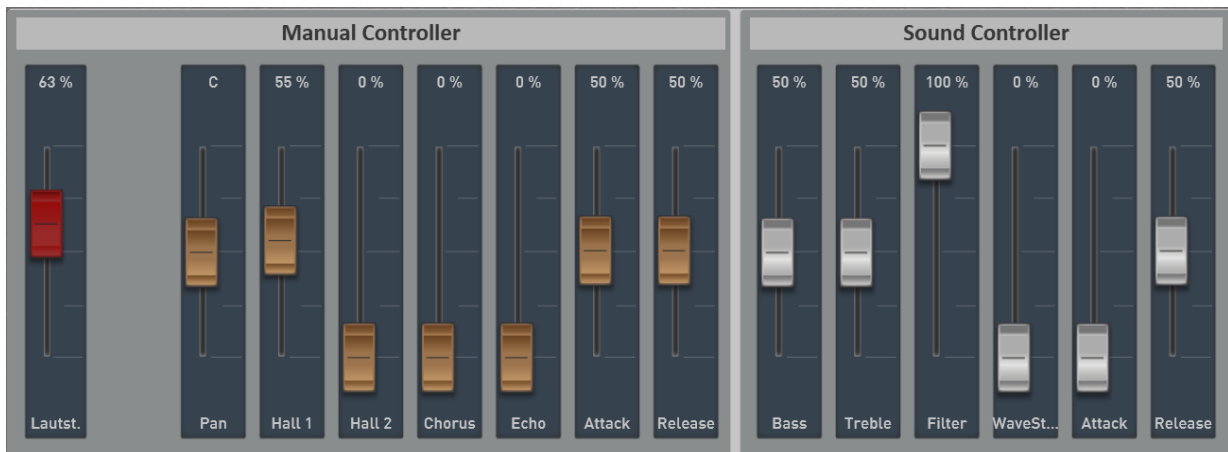 Manual Controller
Sound Controller
63 % C 55 % 0 % 0 % 0 % 50 % 50 % 50 % 50 % 100 % 0 % 0 % 50 %
Lautst. Pan Hall 1 Hall 2 Chorus Echo Attack Release Bass Treble Filter WaveSt... Attack Release